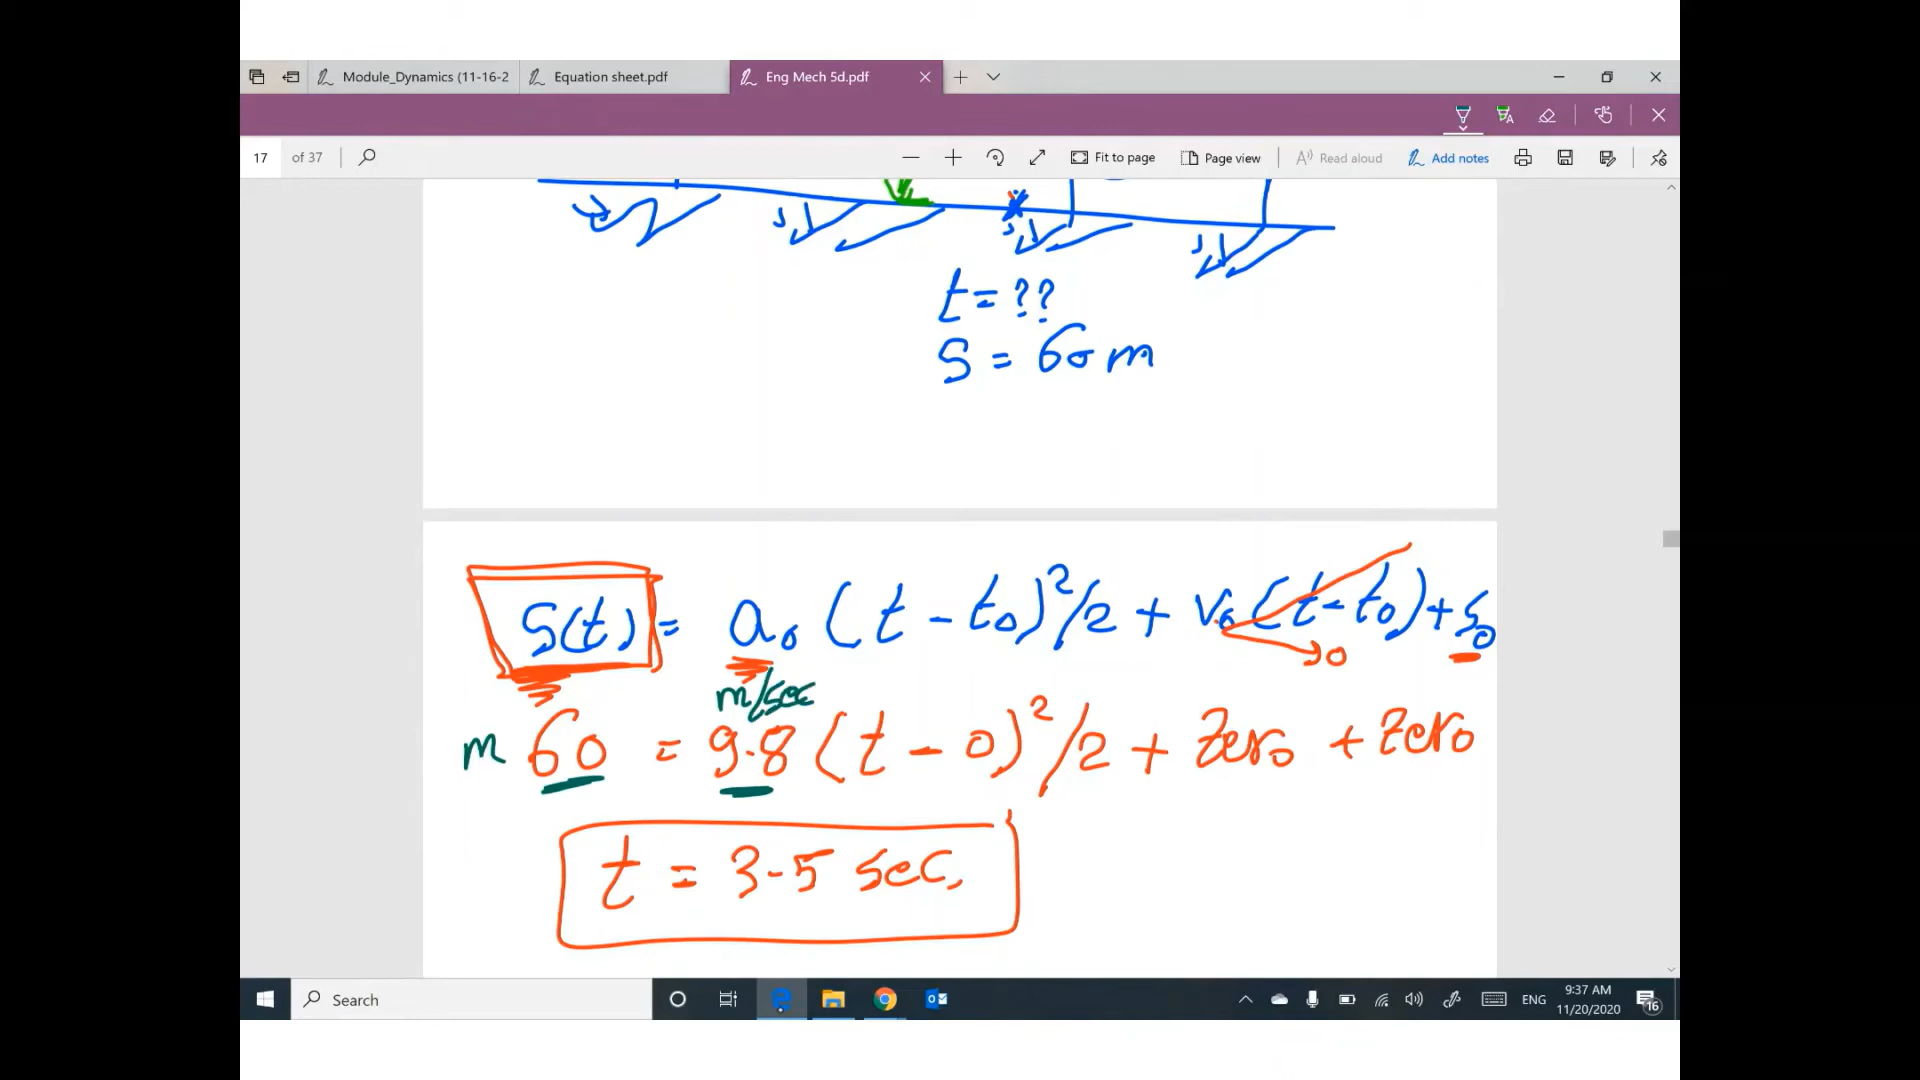 Module_Dynamics (11-16-2
Equation sheet.pdf
Eng Mech 5d.pdf
17 of 37
Fit to page
Page view
Read aloud
Add notes
t = ??
S = 60 m
S(t) = a₀ (t - t₀)²/2 + V₀ (t - t₀) + S₀
→ 0
m/sec
m 60 = 9.8 (t - 0)²/2 + Zero + Zero
t = 3.5 sec.
Search
ENG
9:37 AM
11/20/2020
16